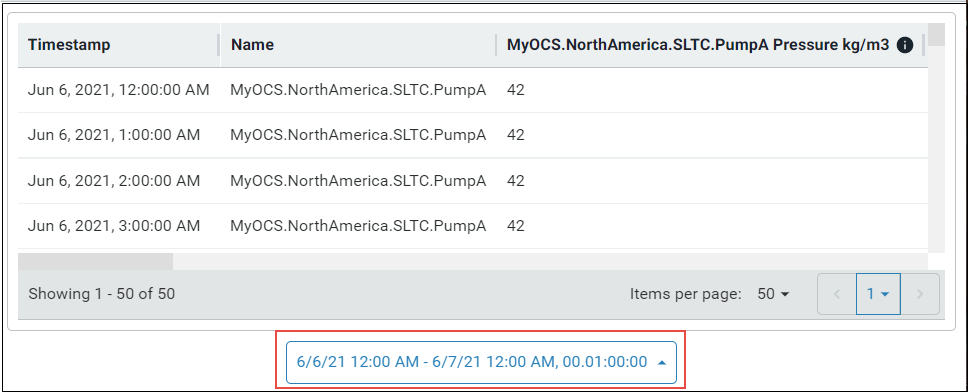 Timestamp Name MyOCS.NorthAmerica.SLTC.PumpA Pressure kg/m3
Jun 6, 2021, 12:00:00 AM MyOCS.NorthAmerica.SLTC.PumpA 42
Jun 6, 2021, 1:00:00 AM MyOCS.NorthAmerica.SLTC.PumpA 42
Jun 6, 2021, 2:00:00 AM MyOCS.NorthAmerica.SLTC.PumpA 42
Jun 6, 2021, 3:00:00 AM MyOCS.NorthAmerica.SLTC.PumpA 42
Showing 1 - 50 of 50 Items per page: 50 1
6/6/21 12:00 AM - 6/7/21 12:00 AM, 00.01:00:00